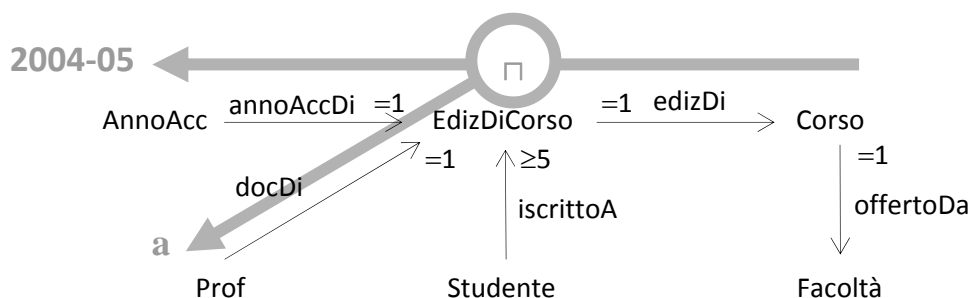 2004-05
⊓
AnnoAcc annoAccDi =1 EdizDiCorso =1 edizDi Corso
docDi =1 ≥5 =1
iscrittoA offertoDa
a
Prof Studente Facoltà